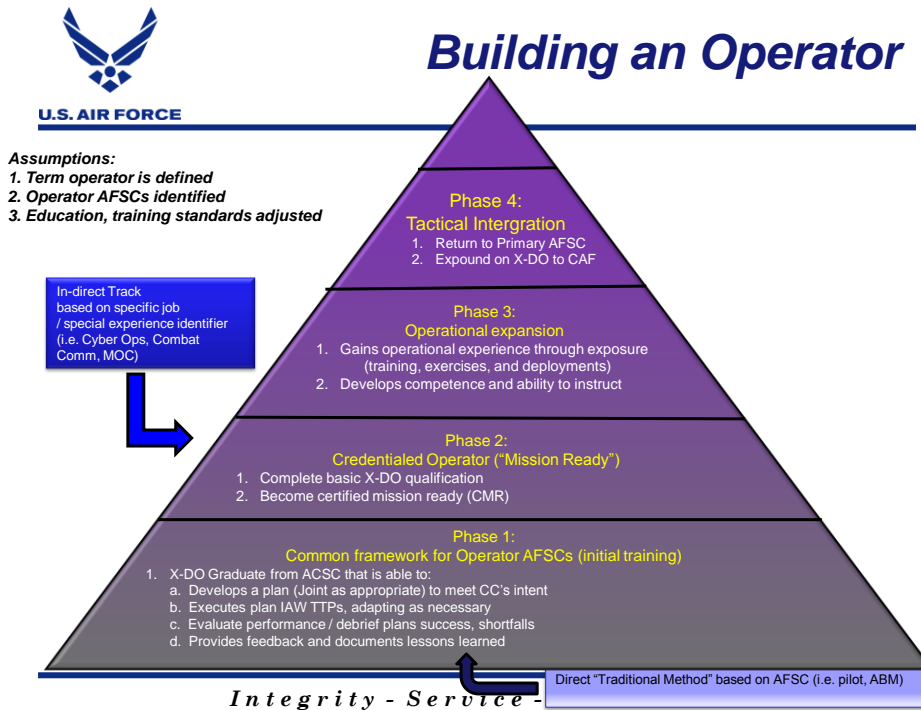 Building an Operator
U.S. AIR FORCE
Assumptions:
1. Term operator is defined
2. Operator AFSCs identified
3. Education, training standards adjusted
Phase 4:
Tactical Intergration
1. Return to Primary AFSC
2. Expound on X-DO to CAF
In-direct Track
based on specific job
/ special experience identifier
(i.e. Cyber Ops, Combat
Comm, MOC)
Phase 3:
Operational expansion
1. Gains operational experience through exposure
(training, exercises, and deployments)
2. Develops competence and ability to instruct
Phase 2:
Credentialed Operator (“Mission Ready”)
1. Complete basic X-DO qualification
2. Become certified mission ready (CMR)
Phase 1:
Common framework for Operator AFSCs (initial training)
1. X-DO Graduate from ACSC that is able to:
a. Develops a plan (Joint as appropriate) to meet CC’s intent
b. Executes plan IAW TTPs, adapting as necessary
c. Evaluate performance / debrief plans success, shortfalls
d. Provides feedback and documents lessons learned
Direct “Traditional Method” based on AFSC (i.e. pilot, ABM)
Integrity - Service -